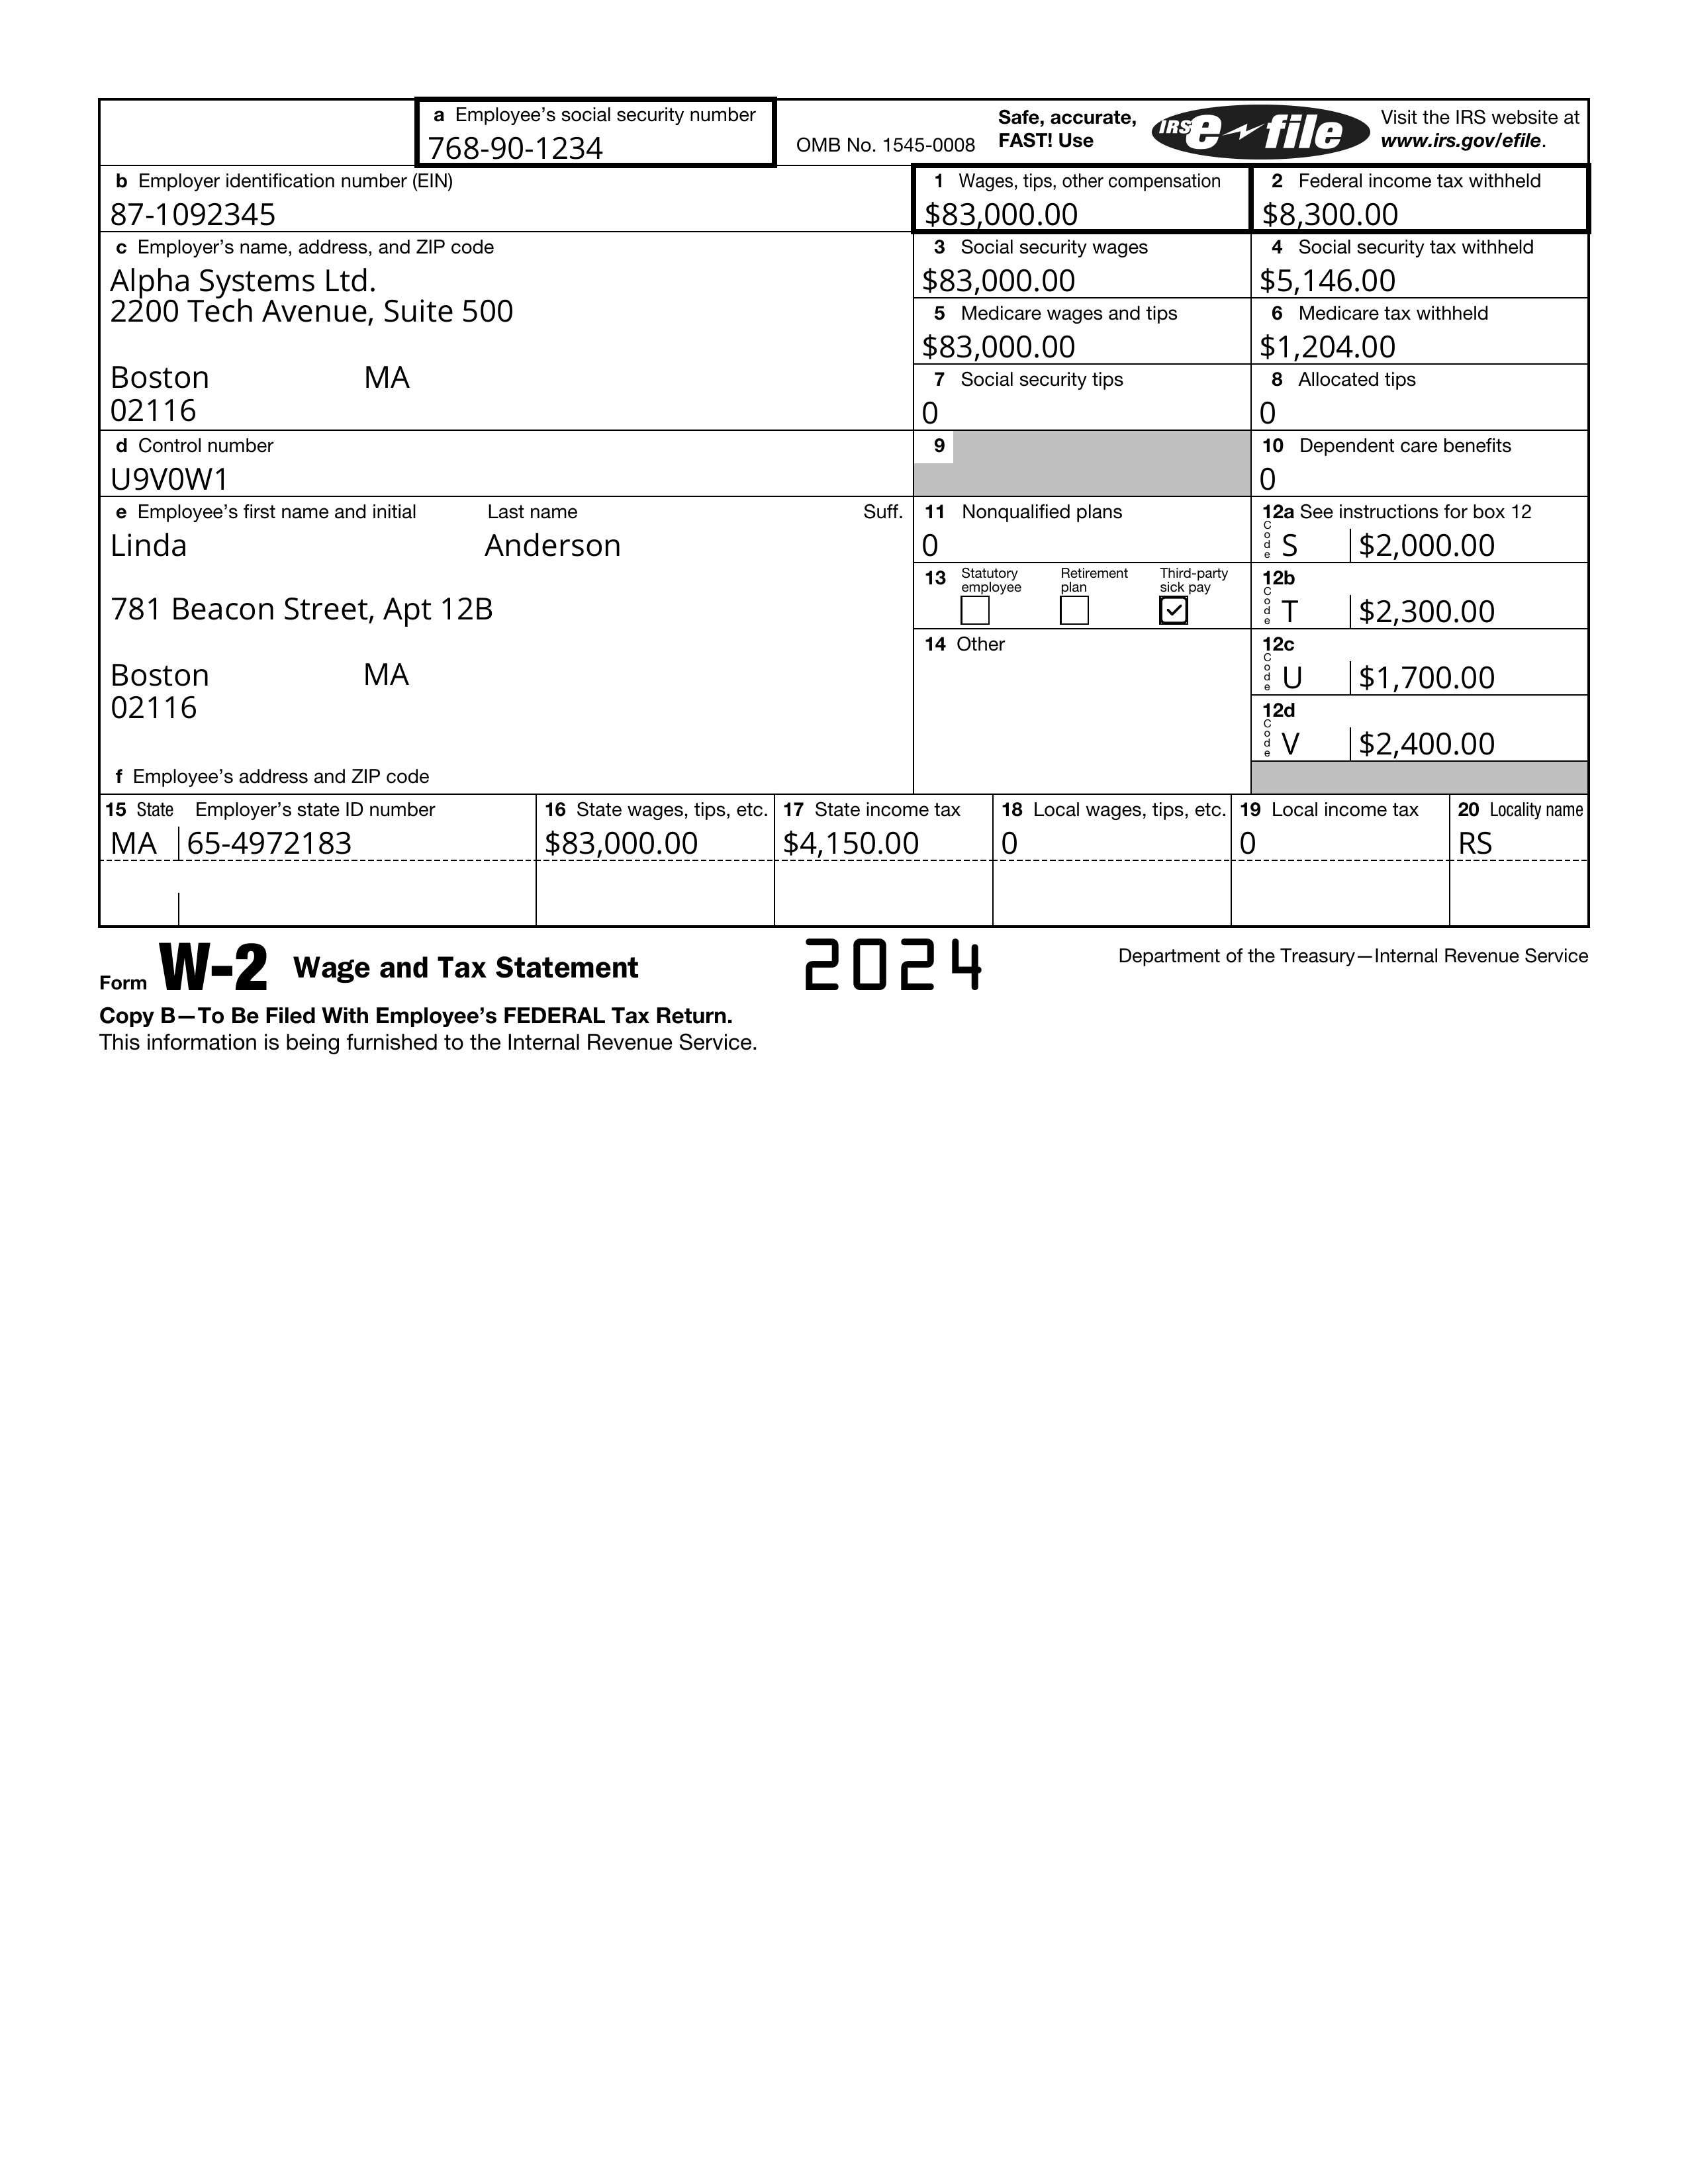 a Employee's social security number
768-90-1234
OMB No. 1545-0008
Safe, accurate,
FAST! Use
IRS e file
Visit the IRS website at
www.irs.gov/efile.
b Employer identification number (EIN)
87-1092345
1 Wages, tips, other compensation
$83,000.00
2 Federal income tax withheld
$8,300.00
c Employer's name, address, and ZIP code
Alpha Systems Ltd.
2200 Tech Avenue, Suite 500
Boston MA
02116
3 Social security wages
$83,000.00
4 Social security tax withheld
$5,146.00
5 Medicare wages and tips
$83,000.00
6 Medicare tax withheld
$1,204.00
7 Social security tips
0
8 Allocated tips
0
d Control number
U9V0W1
9
10 Dependent care benefits
0
e Employee's first name and initial Last name Suff.
Linda Anderson
781 Beacon Street, Apt 12B
Boston MA
02116
f Employee's address and ZIP code
11 Nonqualified plans
0
12a See instructions for box 12
Code S $2,000.00
13 Statutory employee Retirement plan Third-party sick pay
12b
Code T $2,300.00
14 Other
12c
Code U $1,700.00
12d
Code V $2,400.00
15 State Employer's state ID number 16 State wages, tips, etc. 17 State income tax 18 Local wages, tips, etc. 19 Local income tax 20 Locality name
MA 65-4972183 $83,000.00 $4,150.00 0 0 RS
Form W-2 Wage and Tax Statement 2024 Department of the Treasury—Internal Revenue Service
Copy B—To Be Filed With Employee's FEDERAL Tax Return.
This information is being furnished to the Internal Revenue Service.